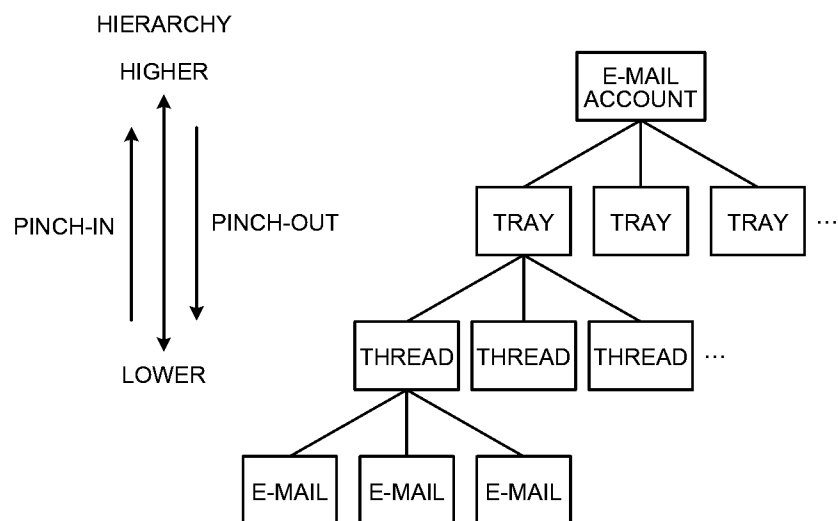 HIERARCHY
HIGHER
PINCH-IN
PINCH-OUT
LOWER
E-MAIL
ACCOUNT
TRAY TRAY TRAY ...
THREAD THREAD THREAD ...
E-MAIL E-MAIL E-MAIL